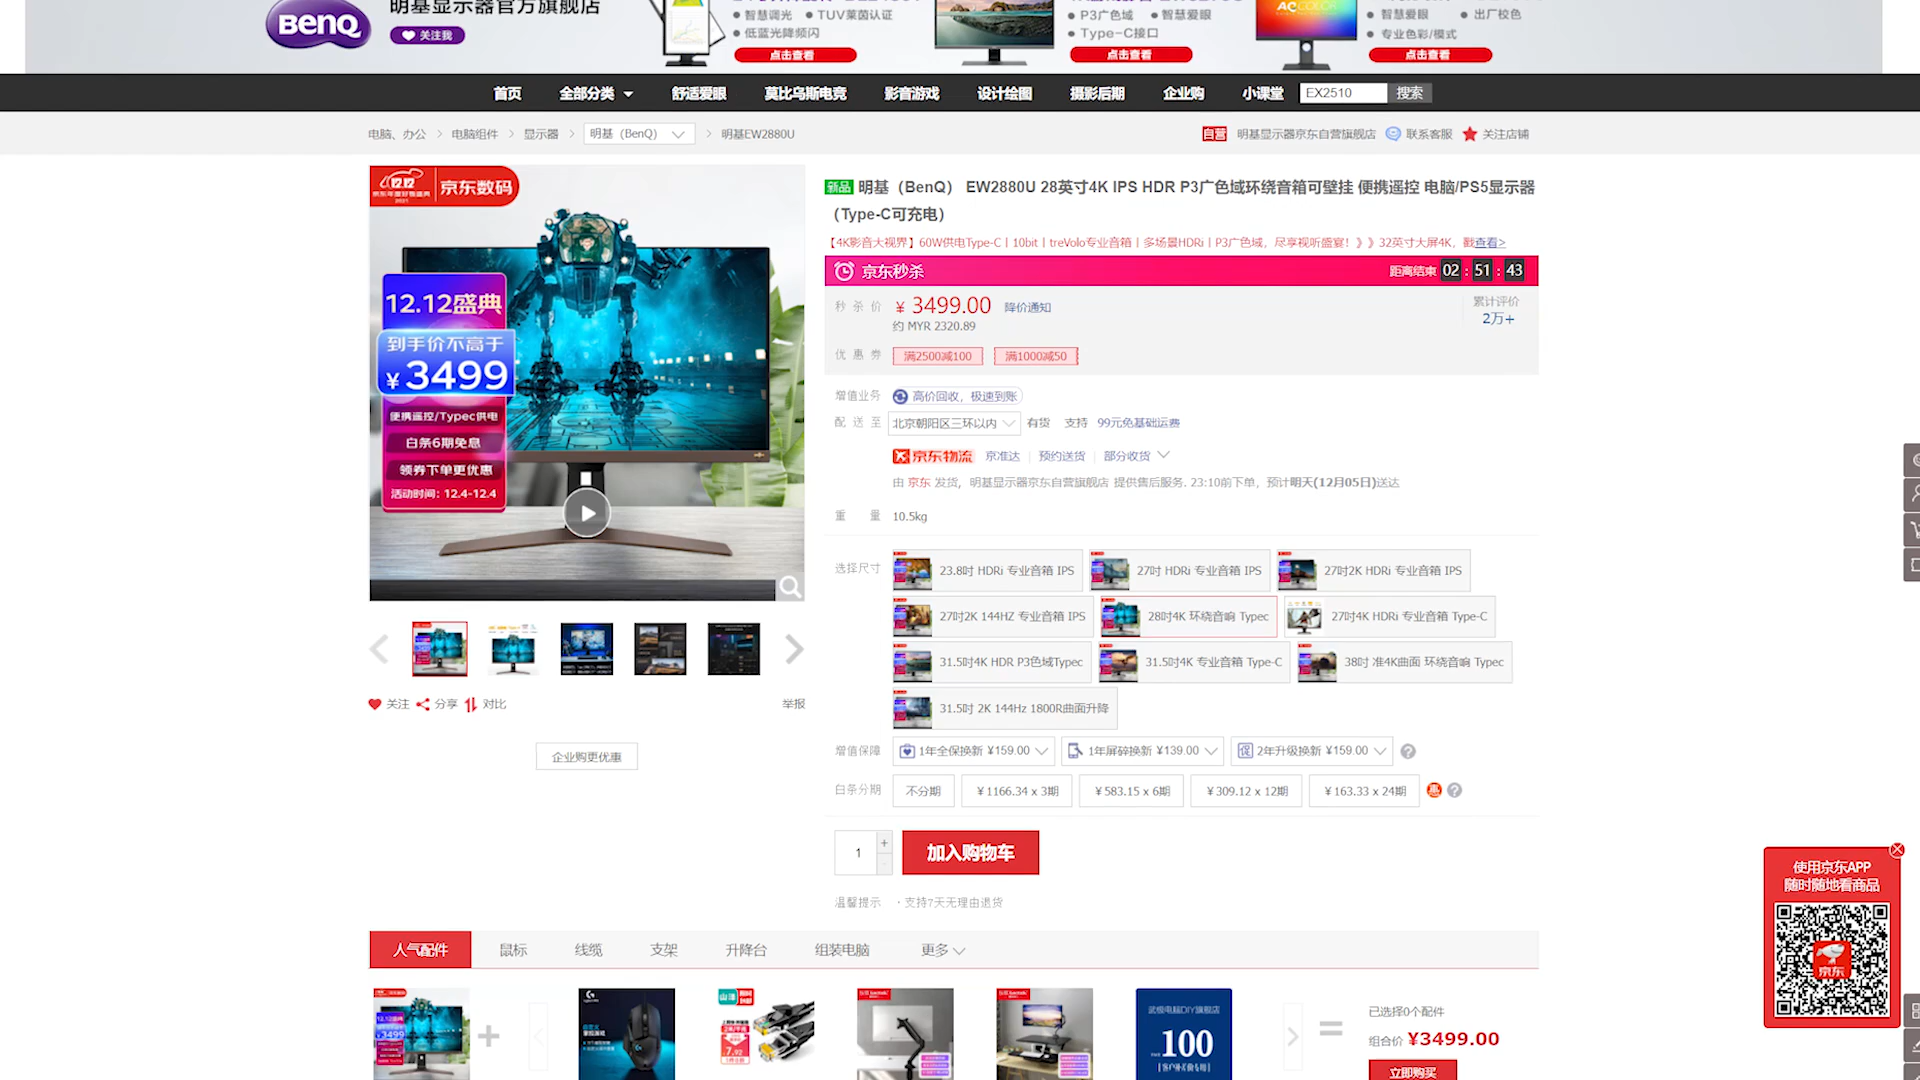 BenQ
明基显示器官方旗舰店
关注我
智慧调光
TUV莱茵认证
低蓝光降频闪
点击查看
P3广色域
智慧爱眼
Type-C接口
点击查看
AQCOLOR
智慧爱眼
出厂校色
专业色彩/模式
点击查看
首页
全部分类
舒适爱眼
莫比乌斯电竞
影音游戏
设计绘图
摄影后期
企业购
小课堂
EX2510
搜索
电脑、办公
电脑组件
显示器
明基（BenQ）
明基EW2880U
自营
明基显示器京东自营旗舰店
联系客服
关注店铺
京东数码
12.12盛典
到手价不高于
¥3499
便携遥控/Typec供电
白条6期免息
领券下单更优惠
活动时间：12.4-12.4
新品 明基（BenQ） EW2880U 28英寸4K IPS HDR P3广色域环绕音箱可壁挂 便携遥控 电脑/PS5显示器
（Type-C可充电）
【4K影音大视界】60W供电Type-C丨10bit丨treVolo专业音箱丨多场景HDRi丨P3广色域，尽享视听盛宴！》》32英寸大屏4K，戳查看>
京东秒杀
距离结束 02 : 51 : 43
秒杀价
￥ 3499.00
降价通知
约 MYR 2320.89
累计评价
2万+
优惠券
满2500减100
满1000减50
增值业务
高价回收，极速到账
配送至
北京朝阳区三环以内
有货
支持
99元免基础运费
京东物流
京准达
预约送货
部分收货
由 京东 发货，明基显示器京东自营旗舰店 提供售后服务. 23:10前下单，预计明天(12月05日)送达
重量
10.5kg
选择尺寸
23.8吋 HDRi 专业音箱 IPS
27吋 HDRi 专业音箱 IPS
27吋2K HDRi 专业音箱 IPS
27吋2K 144HZ 专业音箱 IPS
28吋4K 环绕音响 Typec
27吋4K HDRi 专业音箱 Type-C
31.5吋4K HDR P3色域Typec
31.5吋4K 专业音箱 Type-C
38吋 准4K曲面 环绕音响 Typec
31.5吋 2K 144Hz 1800R曲面升降
关注
分享
对比
举报
企业购更优惠
增值保障
1年全保换新 ¥159.00
1年屏碎换新 ¥139.00
2年升级换新 ¥159.00
白条分期
不分期
￥1166.34 x 3期
￥583.15 x 6期
￥309.12 x 12期
￥163.33 x 24期
惠
1
加入购物车
温馨提示
·支持7天无理由退货
人气配件
鼠标
线缆
支架
升降台
组装电脑
更多
使用京东APP
随时随地看商品
京东
武极电脑DIY旗舰店
100
已选择0个配件
组合价 ¥3499.00
立即购买